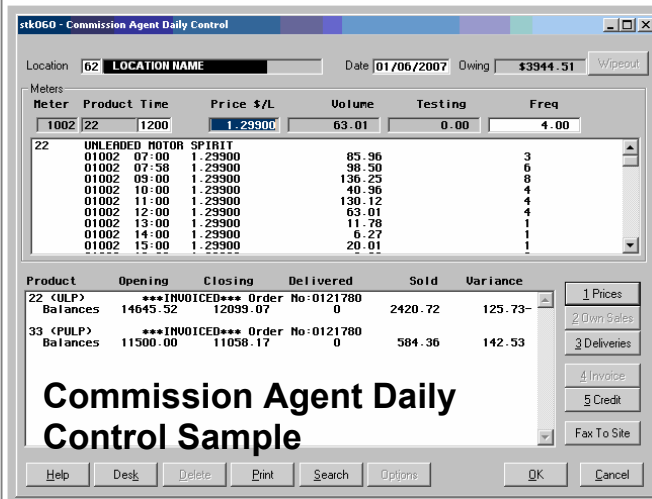 stk060 - Commission Agent Daily Control
Location 62 LOCATION NAME Date 01/06/2007 Owing $3944.51 Wipeout
Meters
Meter Product Time Price $/L Volume Testing Freq
1002 22 1200 1.29900 63.01 0.00 4.00
22 UNLEADED MOTOR SPIRIT
01002 07:00 1.29900 85.96 3
01002 07:58 1.29900 98.50 6
01002 09:00 1.29900 136.25 8
01002 10:00 1.29900 40.96 4
01002 11:00 1.29900 130.12 4
01002 12:00 1.29900 63.01 4
01002 13:00 1.29900 11.78 1
01002 14:00 1.29900 6.27 1
01002 15:00 1.29900 20.01 1
Product Opening Closing Delivered Sold Variance
22 (ULP) ***INVOICED*** Order No:0121780
Balances 14645.52 12099.07 0 2420.72 125.73-
33 (PULP) ***INVOICED*** Order No:0121780
Balances 11500.00 11058.17 0 584.36 142.53
1 Prices
2 Own Sales
3 Deliveries
4 Invoice
5 Credit
Fax To Site
Commission Agent Daily
Control Sample
Help Desk Delete Print Search Options OK Cancel